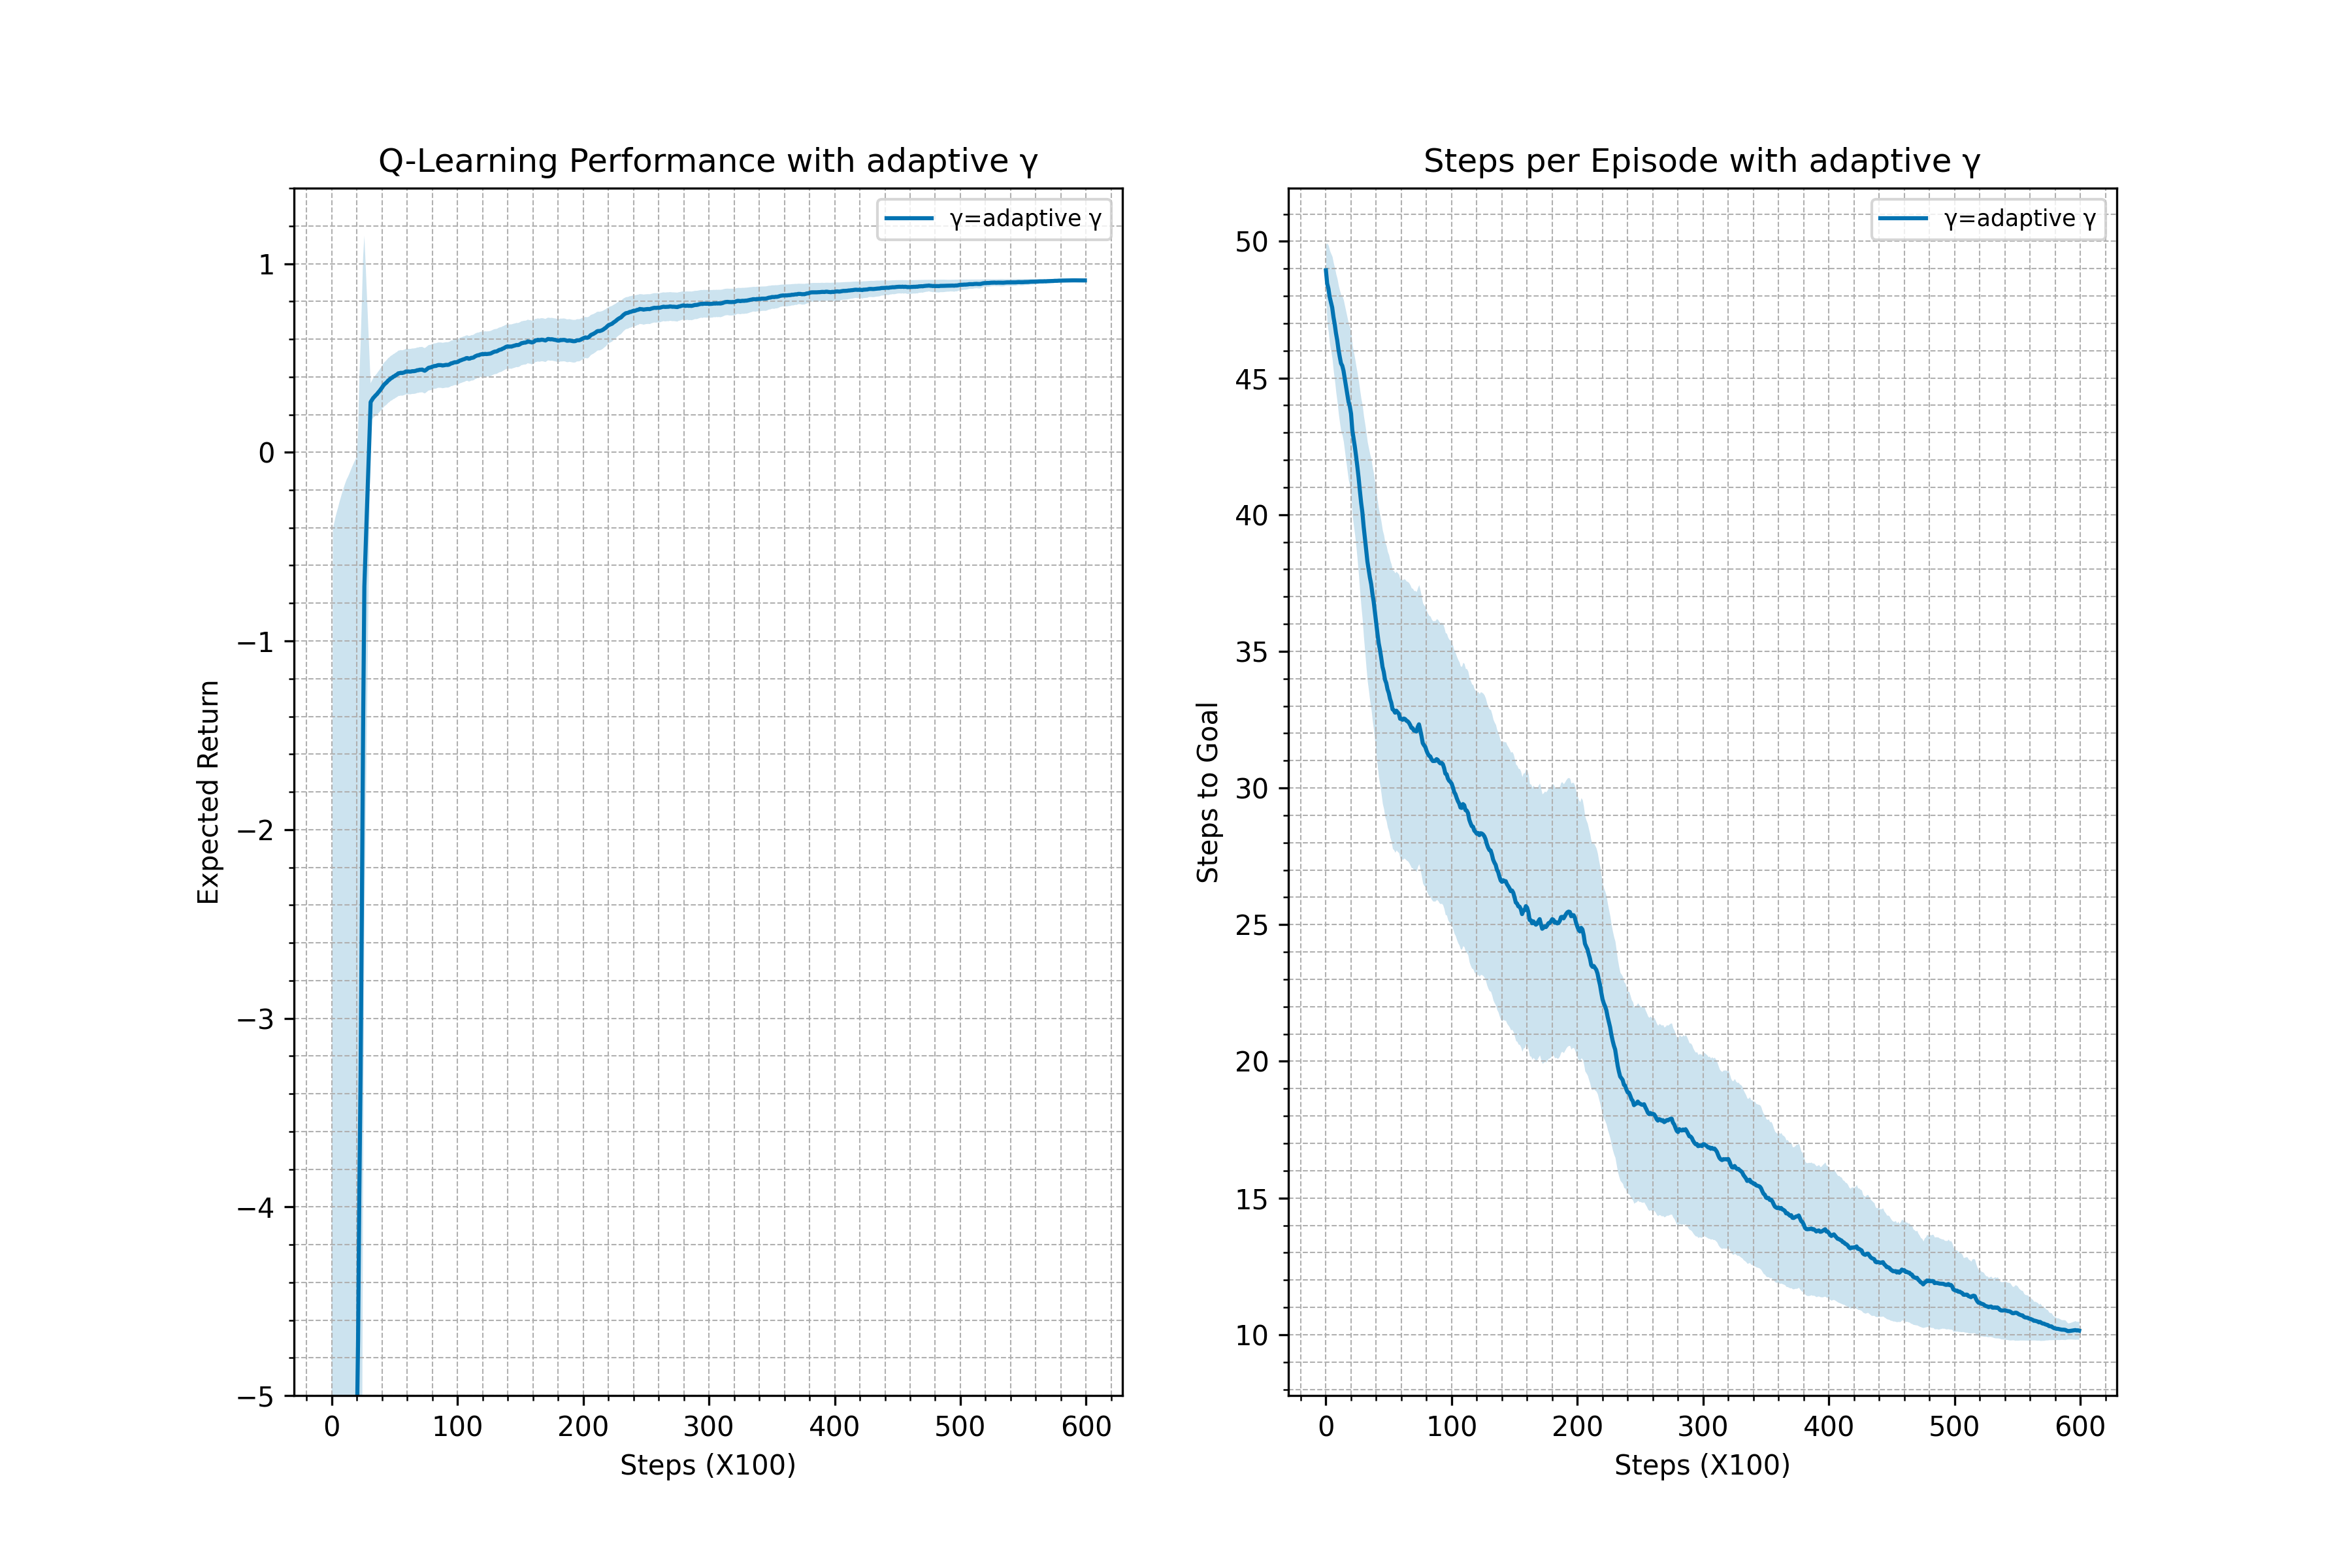 Q-Learning Performance with adaptive γ
γ=adaptive γ
1
0
−1
−2
−3
−4
−5
Expected Return
0 100 200 300 400 500 600
Steps (X100)
Steps per Episode with adaptive γ
γ=adaptive γ
50
45
40
35
30
25
20
15
10
Steps to Goal
0 100 200 300 400 500 600
Steps (X100)